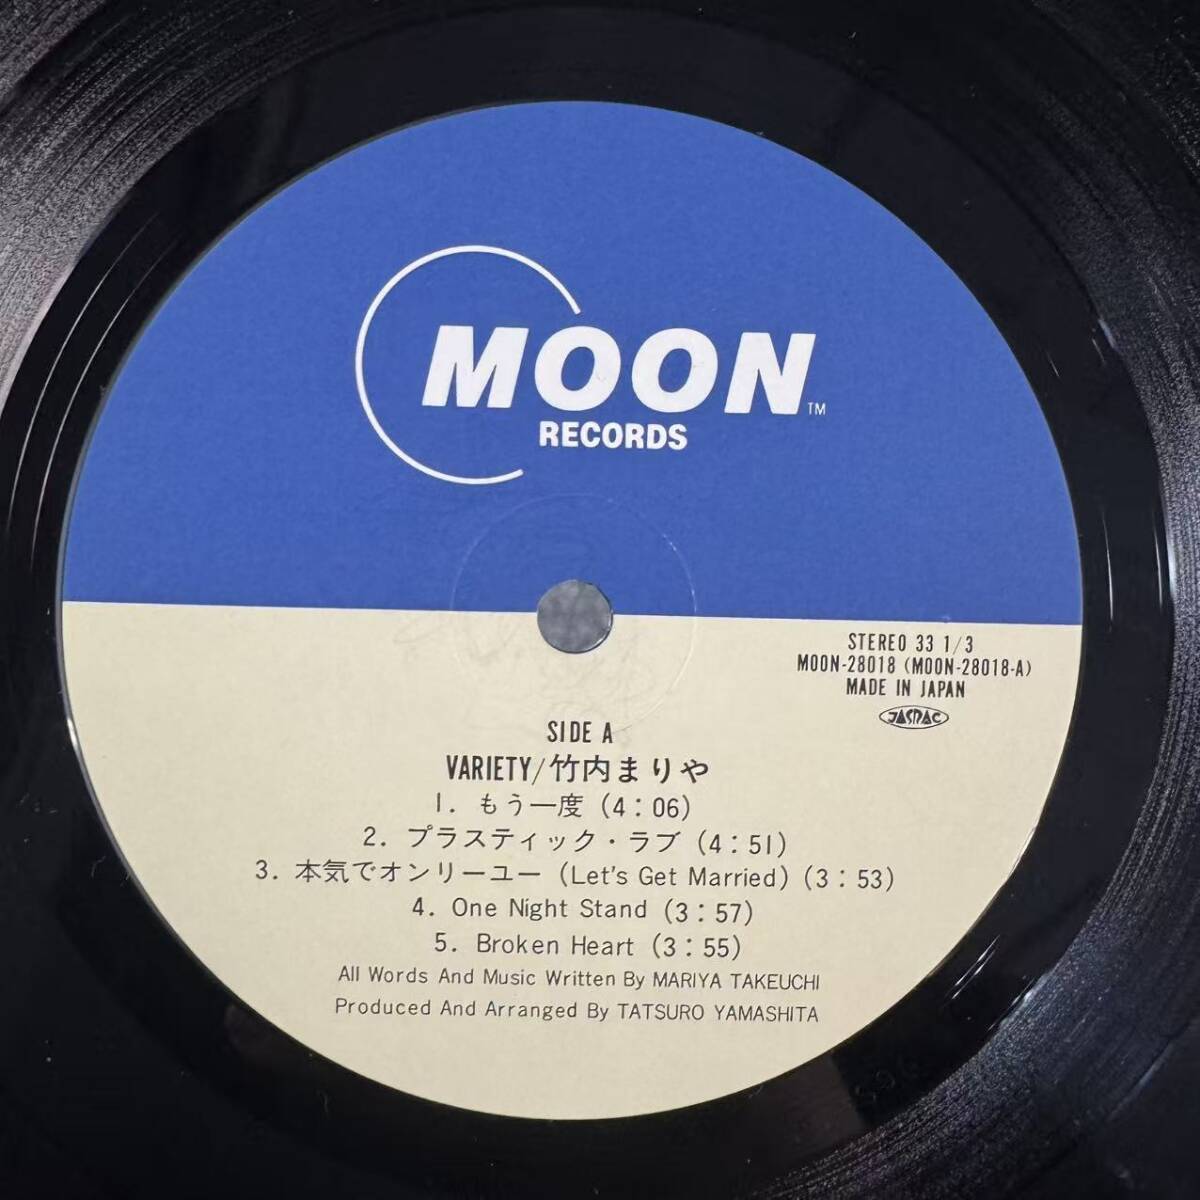 MOON™
RECORDS
STEREO 33 1/3
MOON-28018 (MOON-28018-A)
MADE IN JAPAN
JASRAC
SIDE A
VARIETY/竹内まりや
1. もう一度 (4:06)
2. プラスティック・ラブ (4:51)
3. 本気でオンリーユー (Let's Get Married) (3:53)
4. One Night Stand (3:57)
5. Broken Heart (3:55)
All Words And Music Written By MARIYA TAKEUCHI
Produced And Arranged By TATSURO YAMASHITA